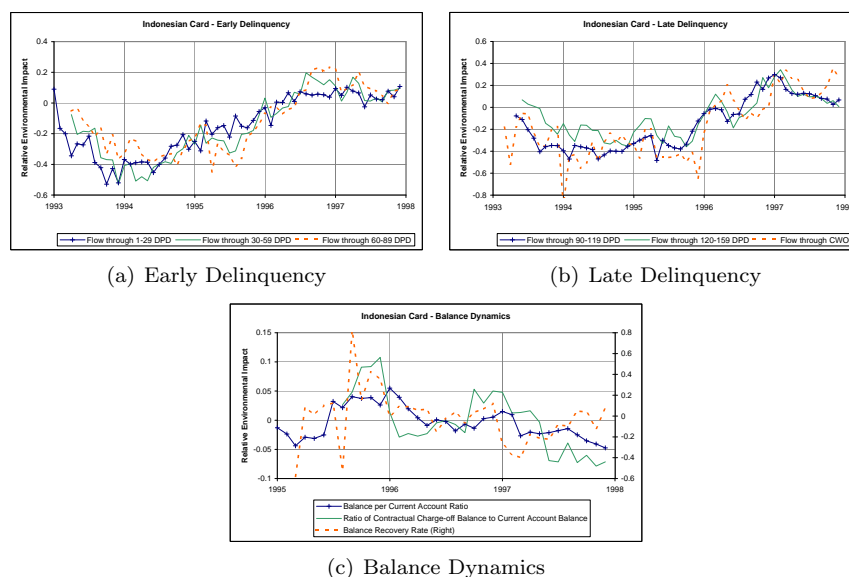 Indonesian Card - Early Delinquency
Relative Environmental Impact
0.4
0.2
0
-0.2
-0.4
-0.6
1993 1994 1995 1996 1997 1998
Flow through 1-29 DPD Flow through 30-59 DPD Flow through 60-89 DPD
(a) Early Delinquency
Indonesian Card - Late Delinquency
Relative Environmental Impact
0.6
0.4
0.2
0
-0.2
-0.4
-0.6
-0.8
1993 1994 1995 1996 1997 1998
Flow through 90-119 DPD Flow through 120-159 DPD Flow through CWO
(b) Late Delinquency
Indonesian Card - Balance Dynamics
Relative Environmental Impact
0.15
0.1
0.05
0
-0.05
-0.1
0.8
0.6
0.4
0.2
0
-0.2
-0.4
-0.6
1995 1996 1997 1998
Balance per Current Account Ratio
Ratio of Contractual Charge-off Balance to Current Account Balance
Balance Recovery Rate (Right)
(c) Balance Dynamics